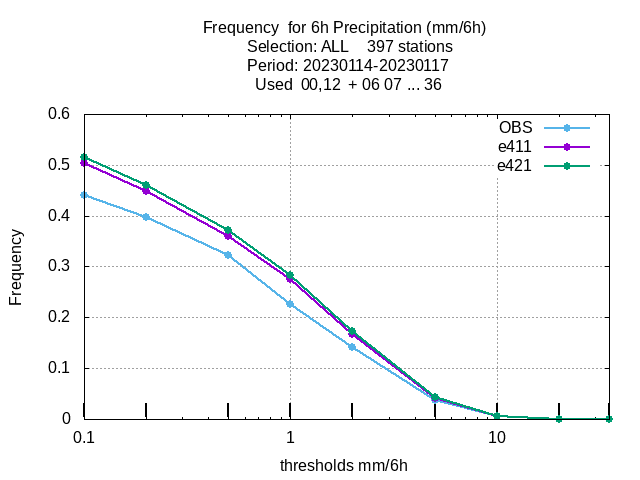 Frequency  for 6h Precipitation (mm/6h)
Selection: ALL    397 stations
Period: 20230114-20230117
Used  00,12  + 06 07 ... 36
0.6
OBS
e411
0.5
e421
0.4
Frequency
0.3
0.2
0.1
0
0.1
1
10
thresholds mm/6h